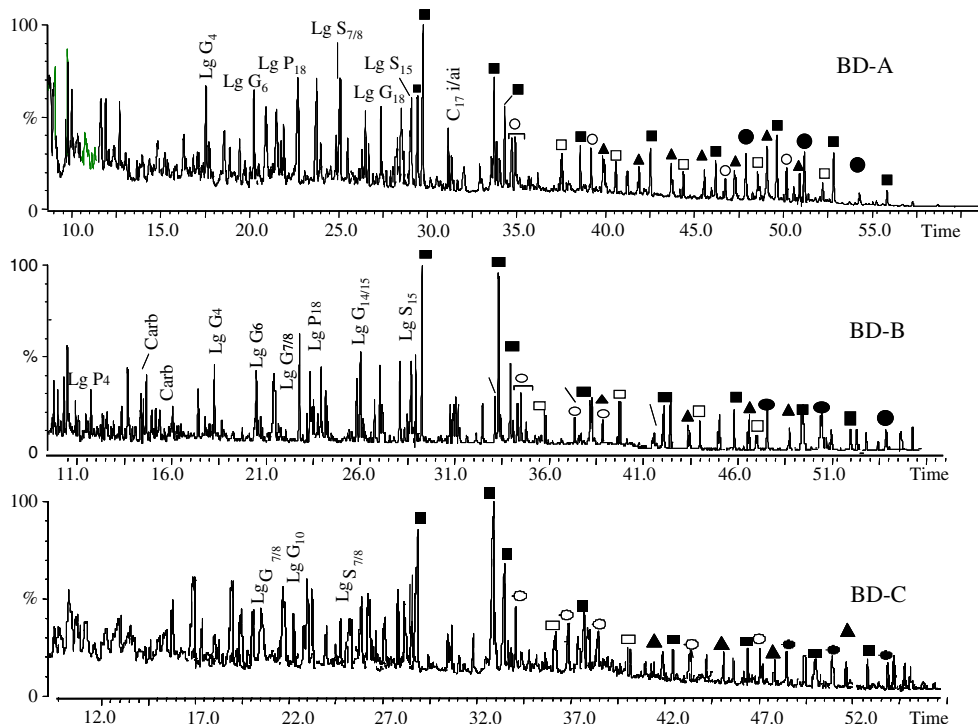 100
Lg G4
Lg G6
Lg P18
Lg S7/8
Lg G18
Lg S15
C17 i/ai
BD-A
%
0
10.0 15.0 20.0 25.0 30.0 35.0 40.0 45.0 50.0 55.0 Time
100
Lg P4
Carb
Carb
Lg G4
Lg G6
Lg G7/8
Lg P18
Lg G14/15
Lg S15
BD-B
%
0
11.0 16.0 21.0 26.0 31.0 36.0 41.0 46.0 51.0 Time
100
Lg G 7/8
Lg G10
Lg S 7/8
BD-C
%
0
12.0 17.0 22.0 27.0 32.0 37.0 42.0 47.0 52.0 Time